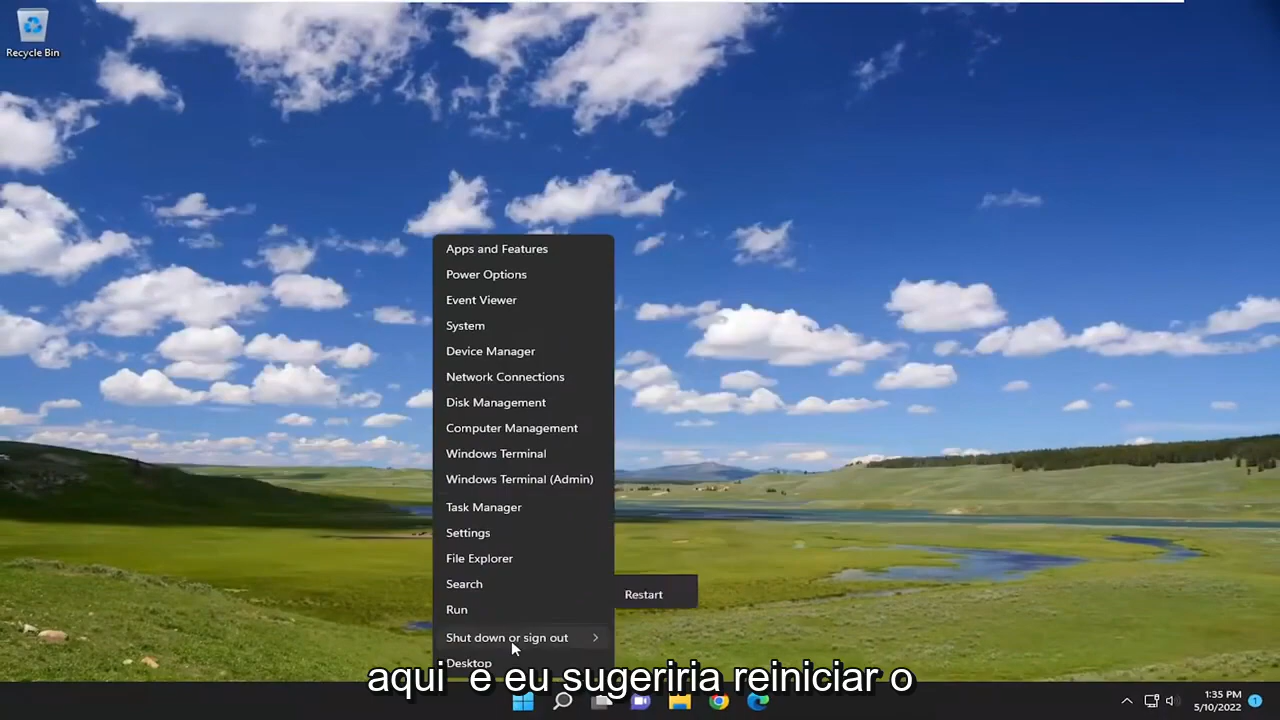 Recycle Bin
Apps and Features
Power Options
Event Viewer
System
Device Manager
Network Connections
Disk Management
Computer Management
Windows Terminal
Windows Terminal (Admin)
Task Manager
Settings
File Explorer
Search
Restart
Run
Shut down or sign out
Desktop
aqui e eu sugeriria reiniciar o
1:35 PM
5/10/2022
1